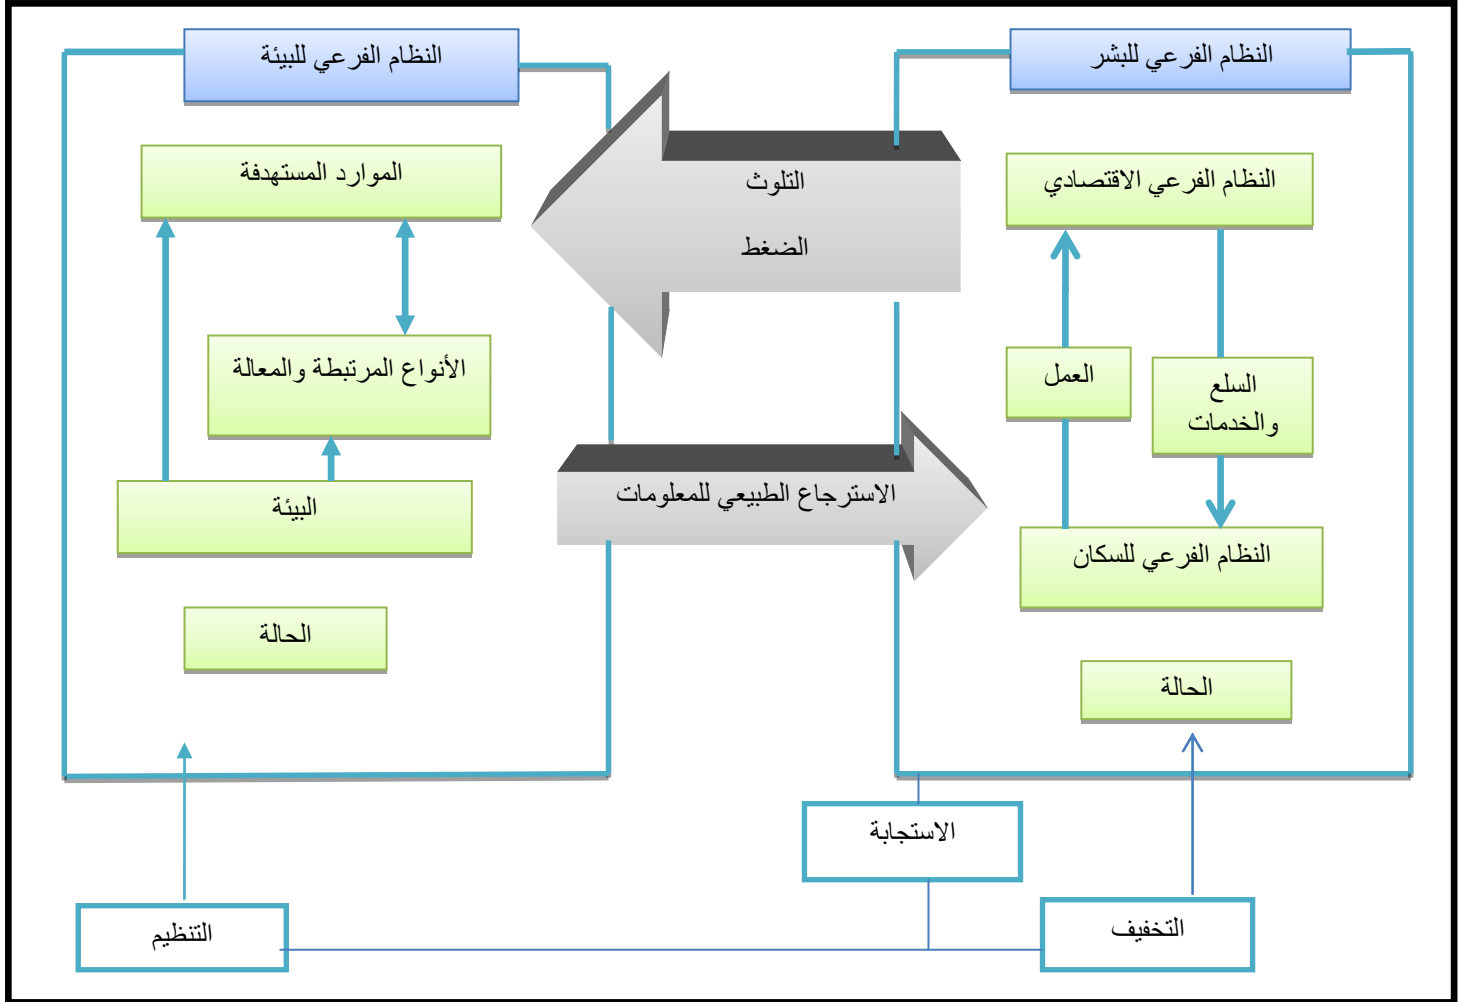 النظام الفرعي للبشر
النظام الفرعي للبيئة
النظام الفرعي الاقتصادي
العمل
السلع
والخدمات
النظام الفرعي للسكان
الحالة
التلوث
الضغط
الاسترجاع الطبيعي للمعلومات
الموارد المستهدفة
الأنواع المرتبطة والمعالة
البيئة
الحالة
الاستجابة
التخفيف
التنظيم